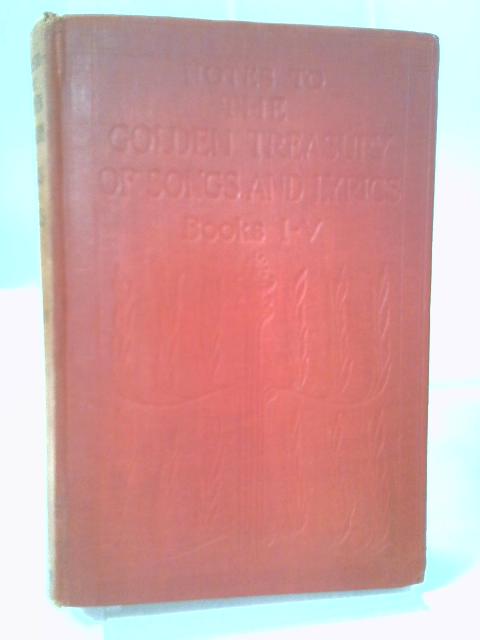 NOTES TO
THE
GOLDEN TREASURY
OF SONGS AND LYRICS
Books I-V